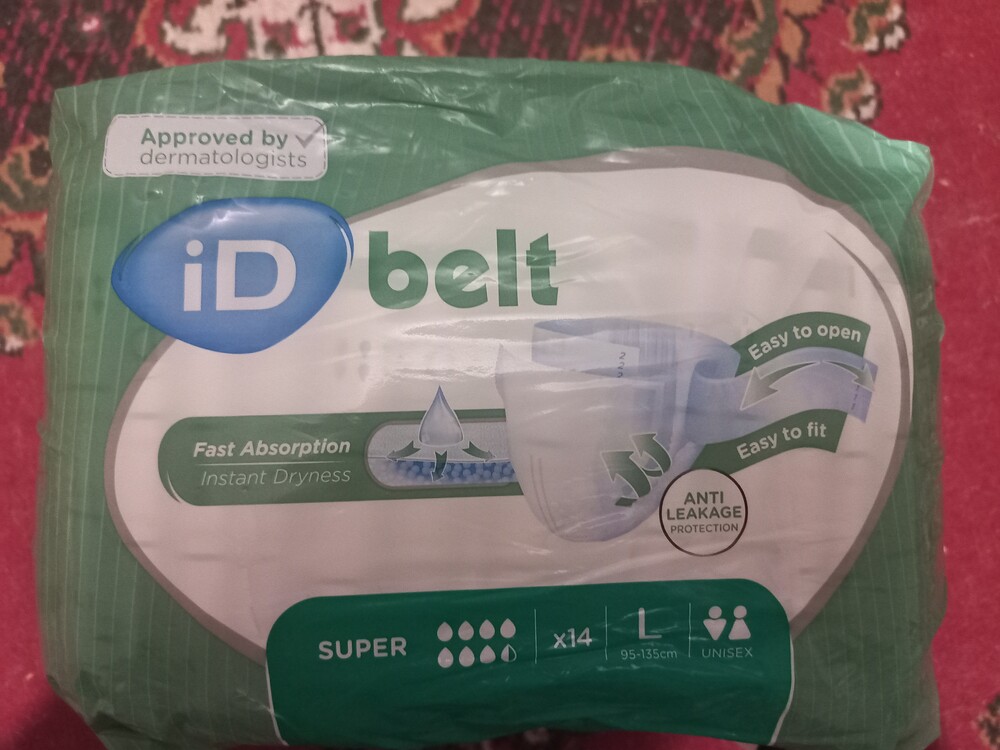 Approved by
dermatologists
iD belt
Easy to open
Easy to fit
Fast Absorption
Instant Dryness
ANTI
LEAKAGE
PROTECTION
SUPER
x14
L
95-135cm
UNISEX